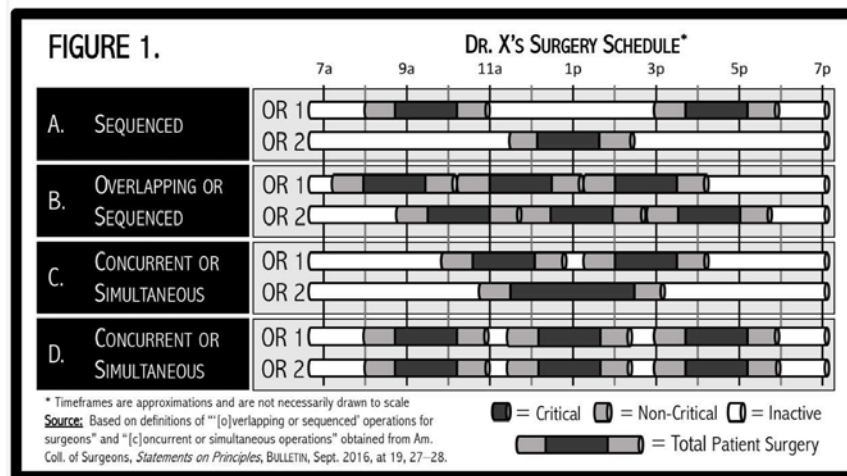 FIGURE 1.
DR. X'S SURGERY SCHEDULE*
7a 9a 11a 1p 3p 5p 7p
A. SEQUENCED
OR 1
OR 2
B. OVERLAPPING OR
SEQUENCED
OR 1
OR 2
C. CONCURRENT OR
SIMULTANEOUS
OR 1
OR 2
D. CONCURRENT OR
SIMULTANEOUS
OR 1
OR 2
* Timeframes are approximations and are not necessarily drawn to scale
Source: Based on definitions of "'[o]verlapping or sequenced' operations for
surgeons" and "[c]oncurrent or simultaneous operations" obtained from Am.
Coll. of Surgeons, Statements on Principles, BULLETIN, Sept. 2016, at 19, 27–28.
= Critical = Non-Critical = Inactive
= Total Patient Surgery